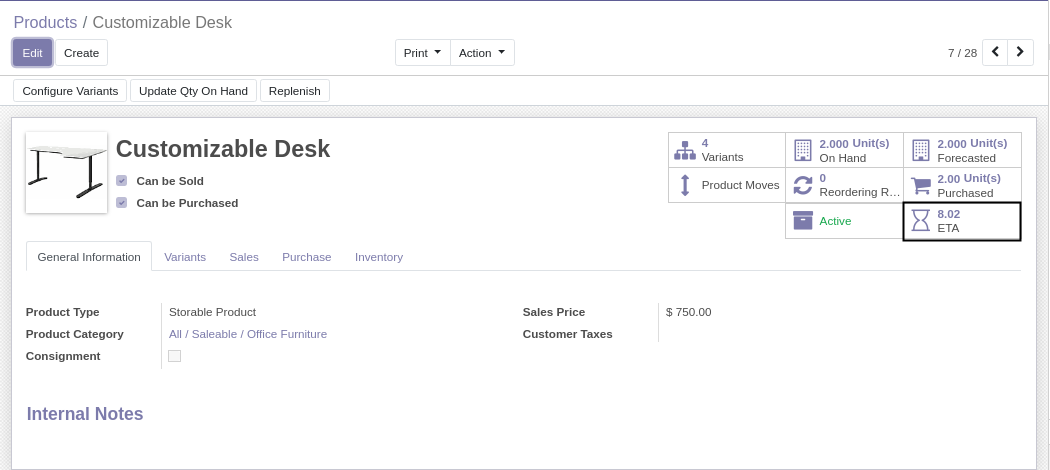 Products / Customizable Desk
Edit Create Print Action 7 / 28
Configure Variants Update Qty On Hand Replenish
Customizable Desk
Can be Sold
Can be Purchased
4
Variants
2.000 Unit(s)
On Hand
2.000 Unit(s)
Forecasted
Product Moves
0
Reordering R...
2.00 Unit(s)
Purchased
Active
8.02
ETA
General Information Variants Sales Purchase Inventory
Product Type Storable Product
Product Category All / Saleable / Office Furniture
Consignment
Sales Price $ 750.00
Customer Taxes
Internal Notes